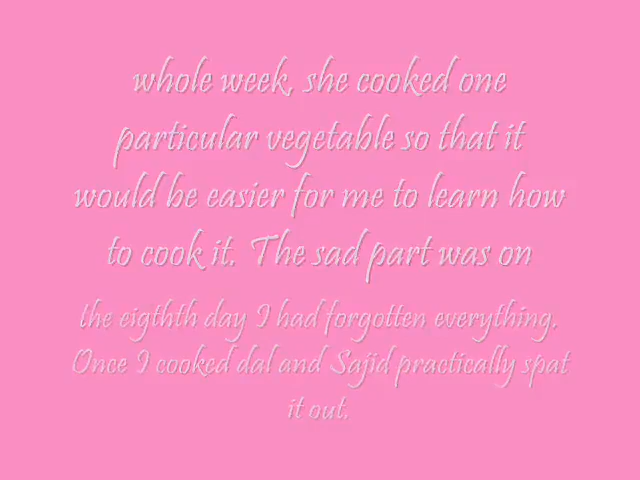 whole week, she cooked one
particular vegetable so that it
would be easier for me to learn how
to cook it. The sad part was on
the eigthth day I had forgotten everything.
Once I cooked dal and Sajid practically spat
it out.